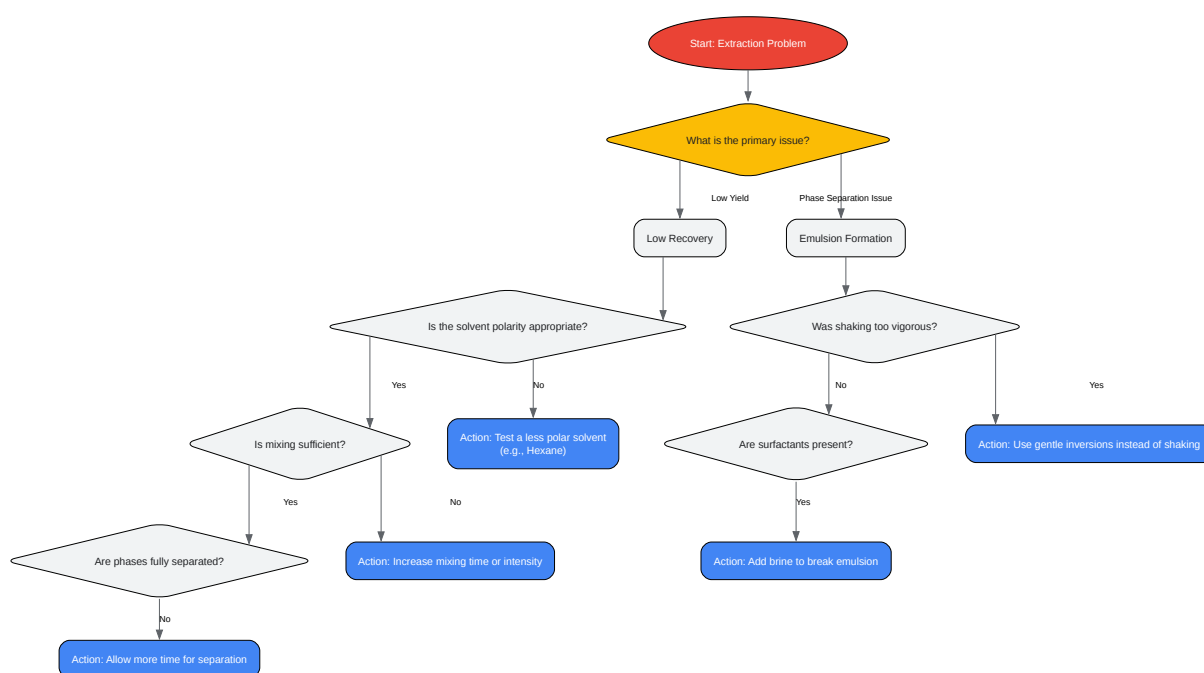 Start: Extraction Problem
What is the primary issue?
Low Yield
Phase Separation Issue
Low Recovery
Emulsion Formation
Is the solvent polarity appropriate?
Was shaking too vigorous?
Yes
No
No
Yes
Is mixing sufficient?
Action: Test a less polar solvent
(e.g., Hexane)
Are surfactants present?
Action: Use gentle inversions instead of shaking
Yes
No
Yes
Are phases fully separated?
Action: Increase mixing time or intensity
Action: Add brine to break emulsion
No
Action: Allow more time for separation